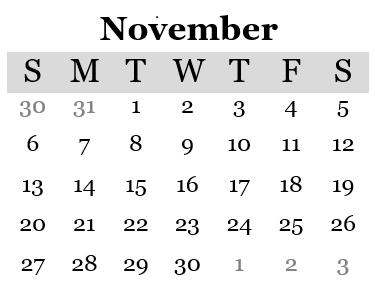 November
S M T W T F S
30 31 1 2 3 4 5
6 7 8 9 10 11 12
13 14 15 16 17 18 19
20 21 22 23 24 25 26
27 28 29 30 1 2 3